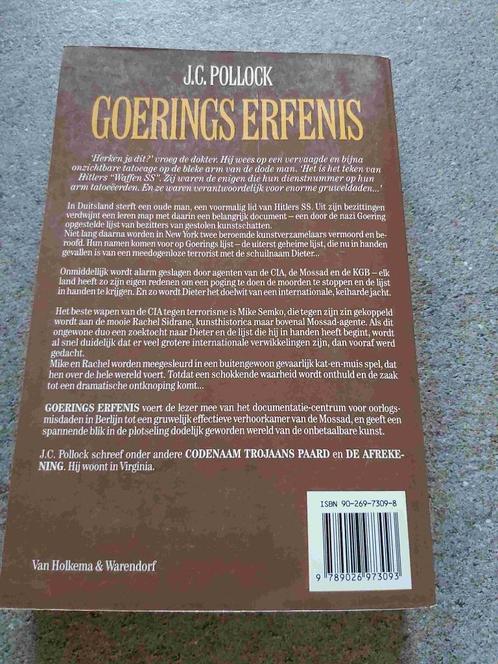 J.C. POLLOCK
GOERINGS ERFENIS
'Herken je dit?' vroeg de dokter. Hij wees op een vervaagde en bijna
onzichtbare tatoeage op de bleke arm van de dode man. 'Het is het teken van
Hitlers "Waffen SS". Zij waren de enigen die hun dienstnummer op hun
arm tatoeëerden. En ze waren verantwoordelijk voor enorme gruweldaden...'
In Duitsland sterft een oude man, een voormalig lid van Hitlers SS. Uit zijn bezittingen
verdwijnt een leren map met daarin een belangrijk document – een door de nazi Goering
opgestelde lijst van bezitters van gestolen kunstschatten.
Niet lang daarna worden in New York twee beroemde kunstverzamelaars vermoord en be-
roofd. Hun namen komen voor op Goerings lijst – de uiterst geheime lijst, die nu in handen
gevallen is van een meedogenloze terrorist met de schuilnaam Dieter...
Onmiddellijk wordt alarm geslagen door agenten van de CIA, de Mossad en de KGB – elk
land heeft zo zijn eigen redenen om een poging te doen de moorden te stoppen en de lijst
in handen te krijgen. En zo wordt Dieter het doelwit van een internationale, keiharde jacht.
Het beste wapen van de CIA tegen terrorisme is Mike Semko, die tegen zijn zin gekoppeld
wordt aan de mooie Rachel Sidrane, kunsthistorica maar bovenal Mossad-agente. Als dit
ongewone duo een zoektocht naar Dieter en de lijst die hij in handen heeft begint, wordt
al snel duidelijk dat er veel grotere internationale verwikkelingen zijn, dan vooraf werd
gedacht.
Mike en Rachel worden meegesleurd in een buitengewoon gevaarlijk kat-en-muis spel, dat
hen over de hele wereld voert. Totdat een schokkende waarheid wordt onthuld en de zaak
tot een dramatische ontknoping komt...
GOERINGS ERFENIS voert de lezer mee van het documentatie-centrum voor oorlogs-
misdaden in Berlijn tot een gruwelijk effectieve verhoorkamer van de Mossad, en geeft een
spannende blik in de plotseling dodelijk geworden wereld van de onbetaalbare kunst.
J.C. Pollock schreef onder andere CODENAAM TROJAANS PAARD en DE AFREKE-
NING. Hij woont in Virginia.
ISBN 90-269-7309-8
9 789026 973093
Van Holkema & Warendorf